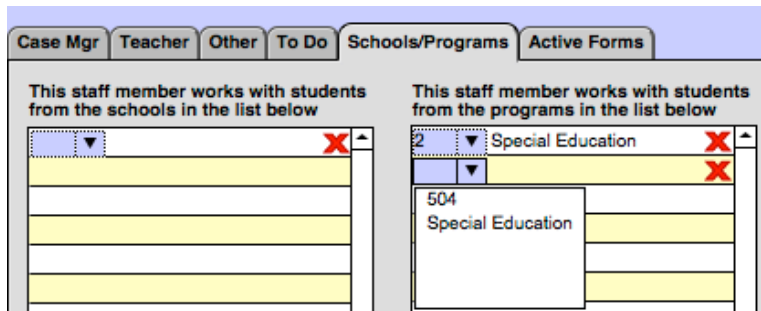 Case Mgr Teacher Other To Do Schools/Programs Active Forms
This staff member works with students
from the schools in the list below
This staff member works with students
from the programs in the list below
2 Special Education
504
Special Education